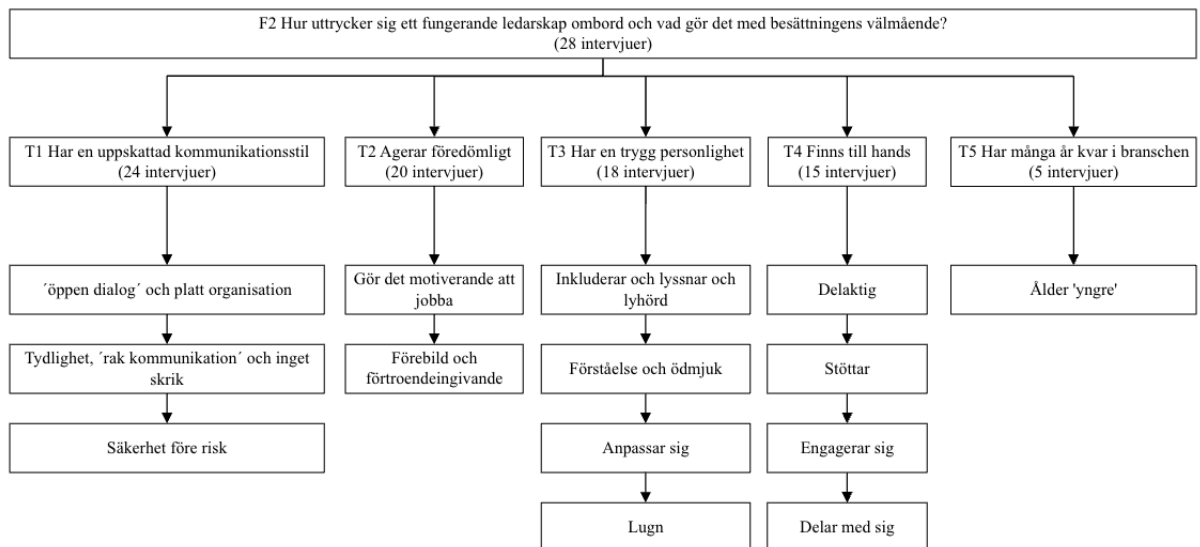 F2 Hur uttrycker sig ett fungerande ledarskap ombord och vad gör det med besättningens välmående?
(28 intervjuer)
T1 Har en uppskattad kommunikationsstil
(24 intervjuer)
T2 Agerar föredömligt
(20 intervjuer)
T3 Har en trygg personlighet
(18 intervjuer)
T4 Finns till hands
(15 intervjuer)
T5 Har många år kvar i branschen
(5 intervjuer)
´öppen dialog´ och platt organisation
Gör det motiverande att
jobba
Inkluderar och lyssnar och
lyhörd
Delaktig
Ålder 'yngre'
Tydlighet, ´rak kommunikation´ och inget
skrik
Förebild och
förtroendeingivande
Förståelse och ödmjuk
Stöttar
Säkerhet före risk
Anpassar sig
Engagerar sig
Lugn
Delar med sig